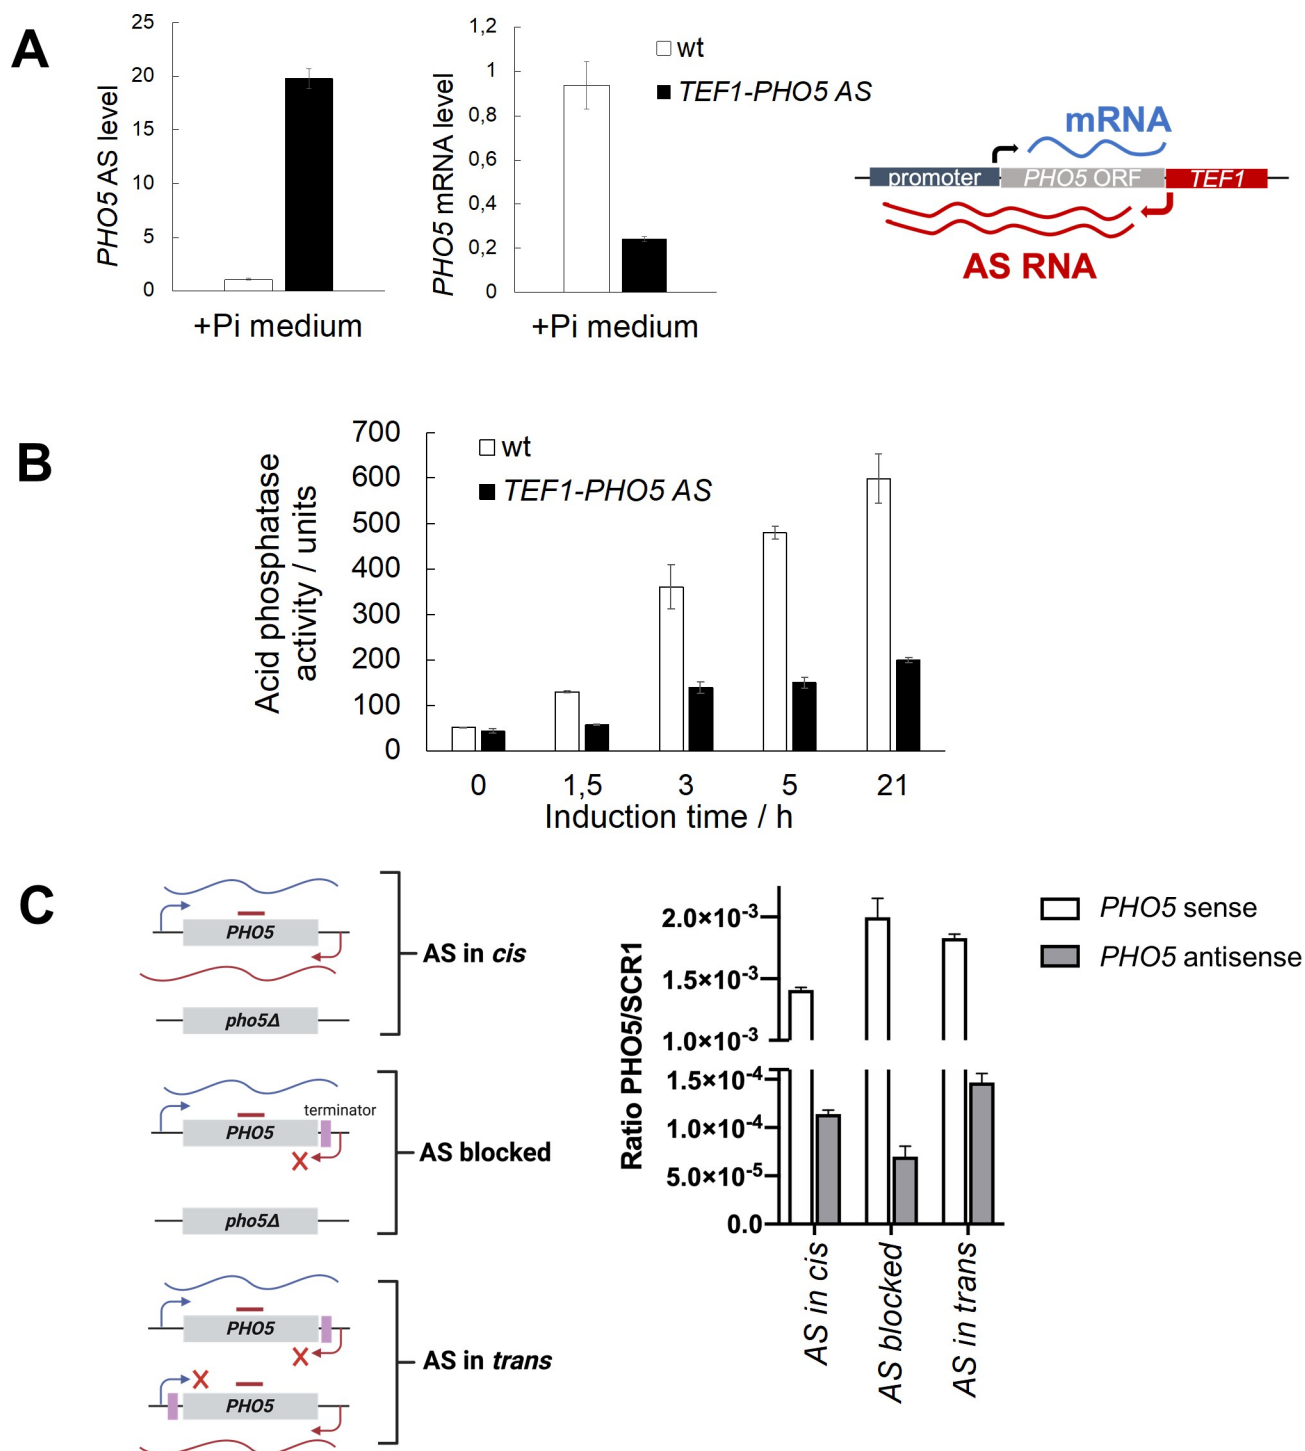 A
PHO5 AS level
25
20
15
10
5
0
+Pi medium
PHO5 mRNA level
1,2
1
0,8
0,6
0,4
0,2
0
+Pi medium
wt
TEF1-PHO5 AS
mRNA
promoter
PHO5 ORF
TEF1
AS RNA
B
Acid phosphatase
activity / units
700
600
500
400
300
200
100
0
wt
TEF1-PHO5 AS
0
1,5
3
5
21
Induction time / h
C
PHO5
AS in cis
pho5Δ
terminator
PHO5
AS blocked
pho5Δ
PHO5
AS in trans
PHO5
Ratio PHO5/SCR1
2.0×10-3
1.5×10-3
1.0×10-3
1.5×10-4
1.0×10-4
5.0×10-5
0.0
AS in cis
AS blocked
AS in trans
PHO5 sense
PHO5 antisense